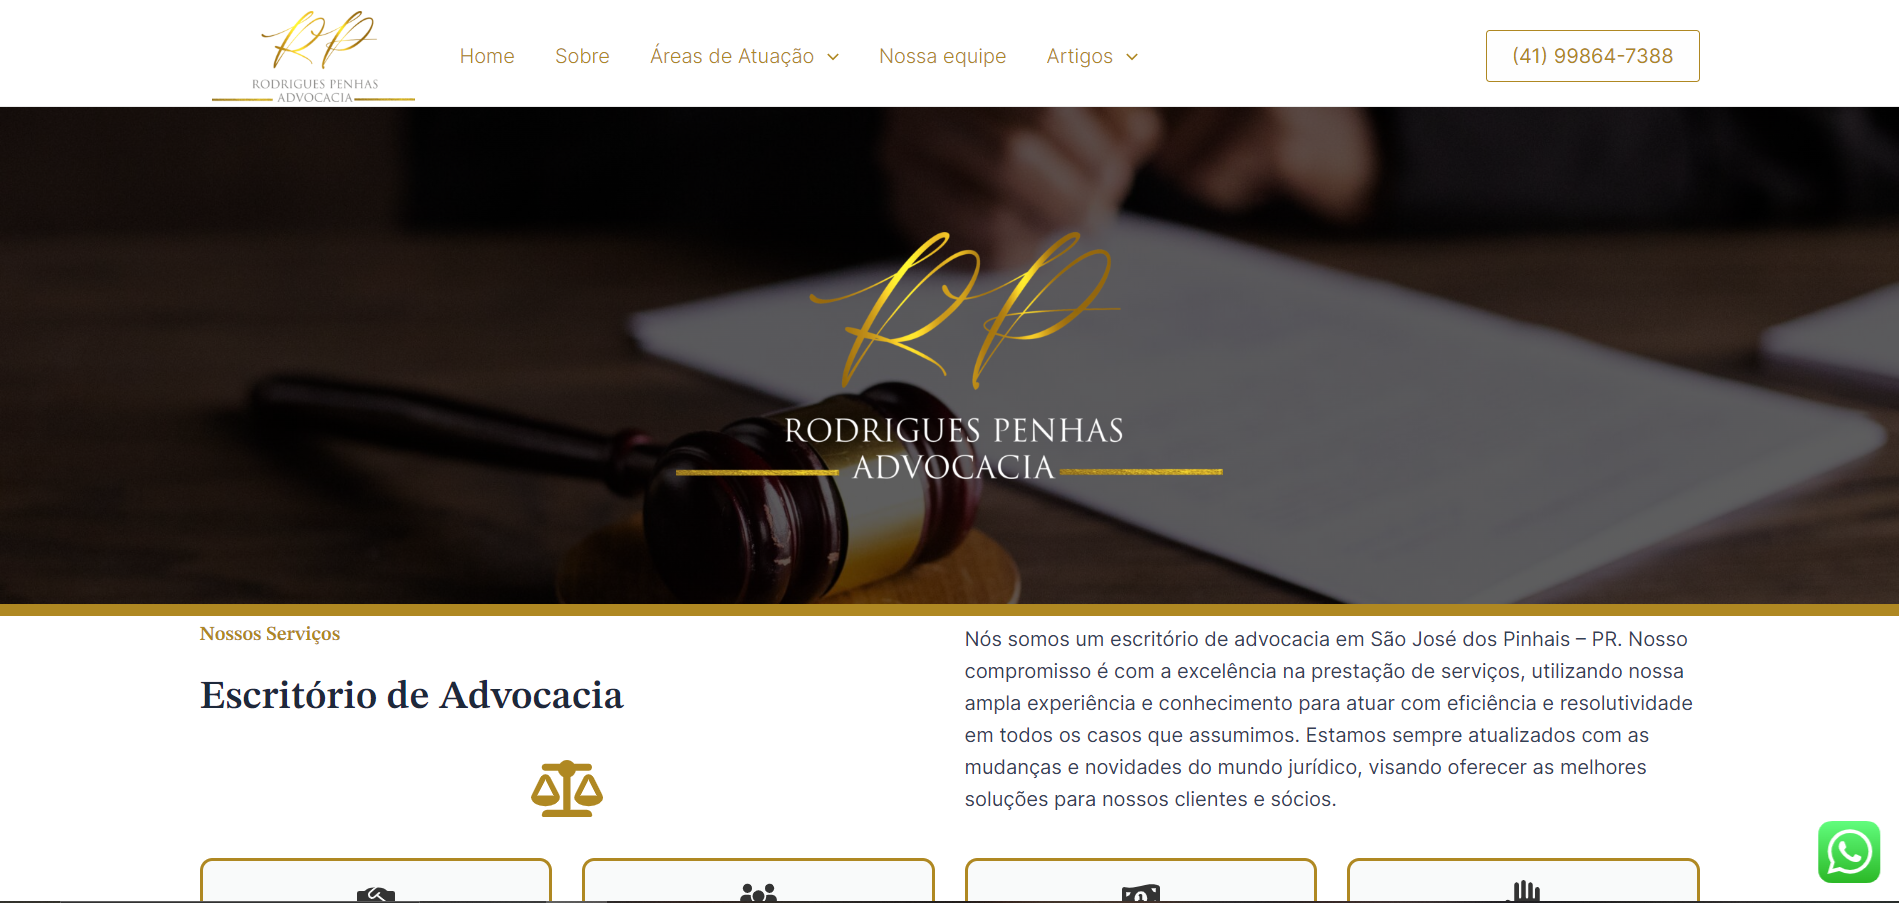 RP
RODRIGUES PENHAS
ADVOCACIA
Home
Sobre
Áreas de Atuação
Nossa equipe
Artigos
(41) 99864-7388
RP
RODRIGUES PENHAS
ADVOCACIA
Nossos Serviços
Escritório de Advocacia
Nós somos um escritório de advocacia em São José dos Pinhais – PR. Nosso
compromisso é com a excelência na prestação de serviços, utilizando nossa
ampla experiência e conhecimento para atuar com eficiência e resolutividade
em todos os casos que assumimos. Estamos sempre atualizados com as
mudanças e novidades do mundo jurídico, visando oferecer as melhores
soluções para nossos clientes e sócios.